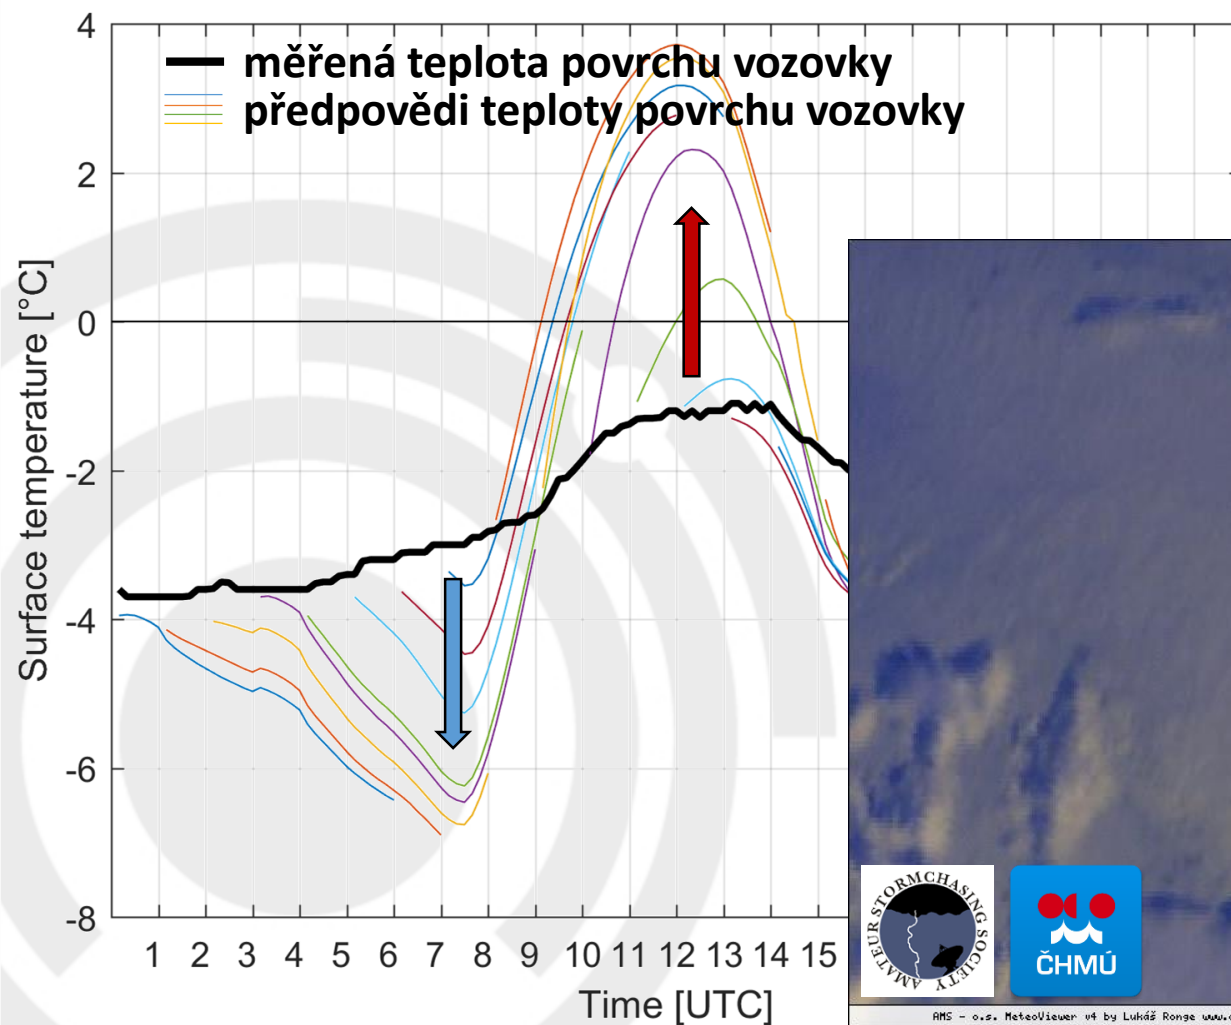 4
měřená teplota povrchu vozovky
předpovědi teploty povrchu vozovky
2
0
-2
-4
-6
-8
Surface temperature [°C]
1 2 3 4 5 6 7 8 9 10 11 12 13 14 15
Time [UTC]
AMATEUR STORMCHASING SOCIETY
ČHMÚ
AMS - o.s. MeteoViewer v4 by Lukáš Ronge www.